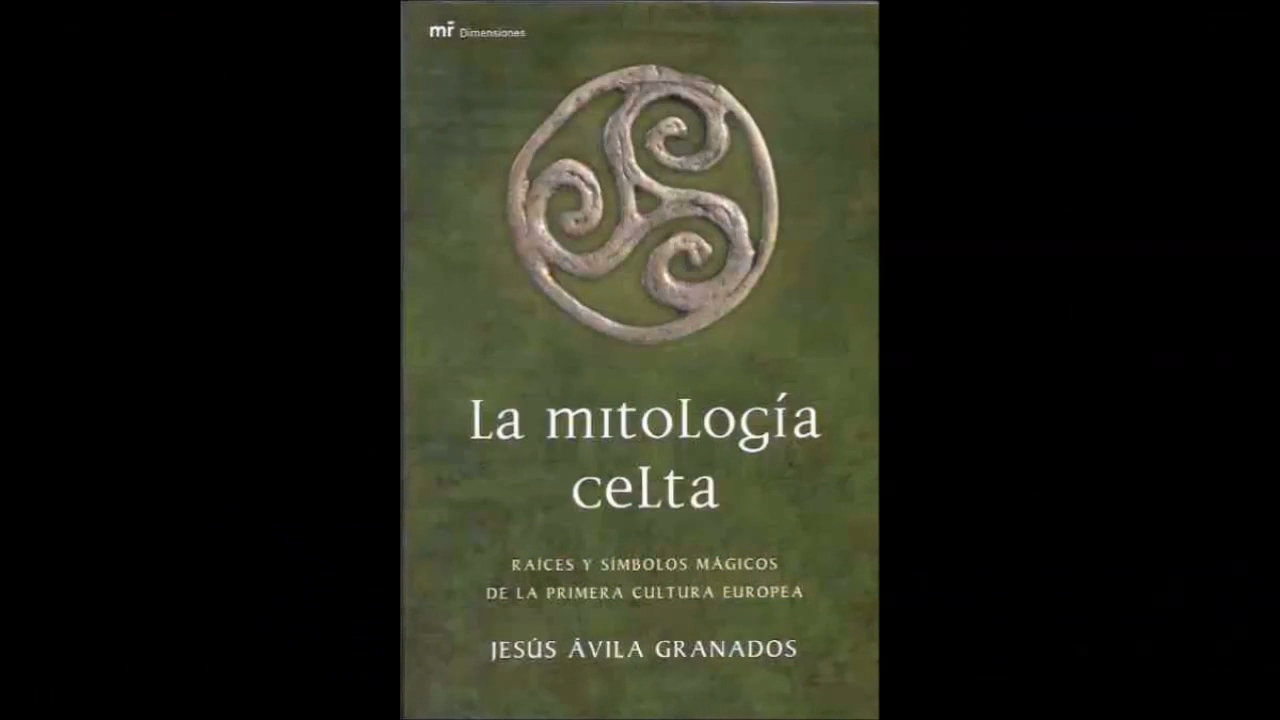 mr Dimensiones
La mitología
celta
RAÍCES Y SÍMBOLOS MÁGICOS
DE LA PRIMERA CULTURA EUROPEA
JESÚS ÁVILA GRANADOS